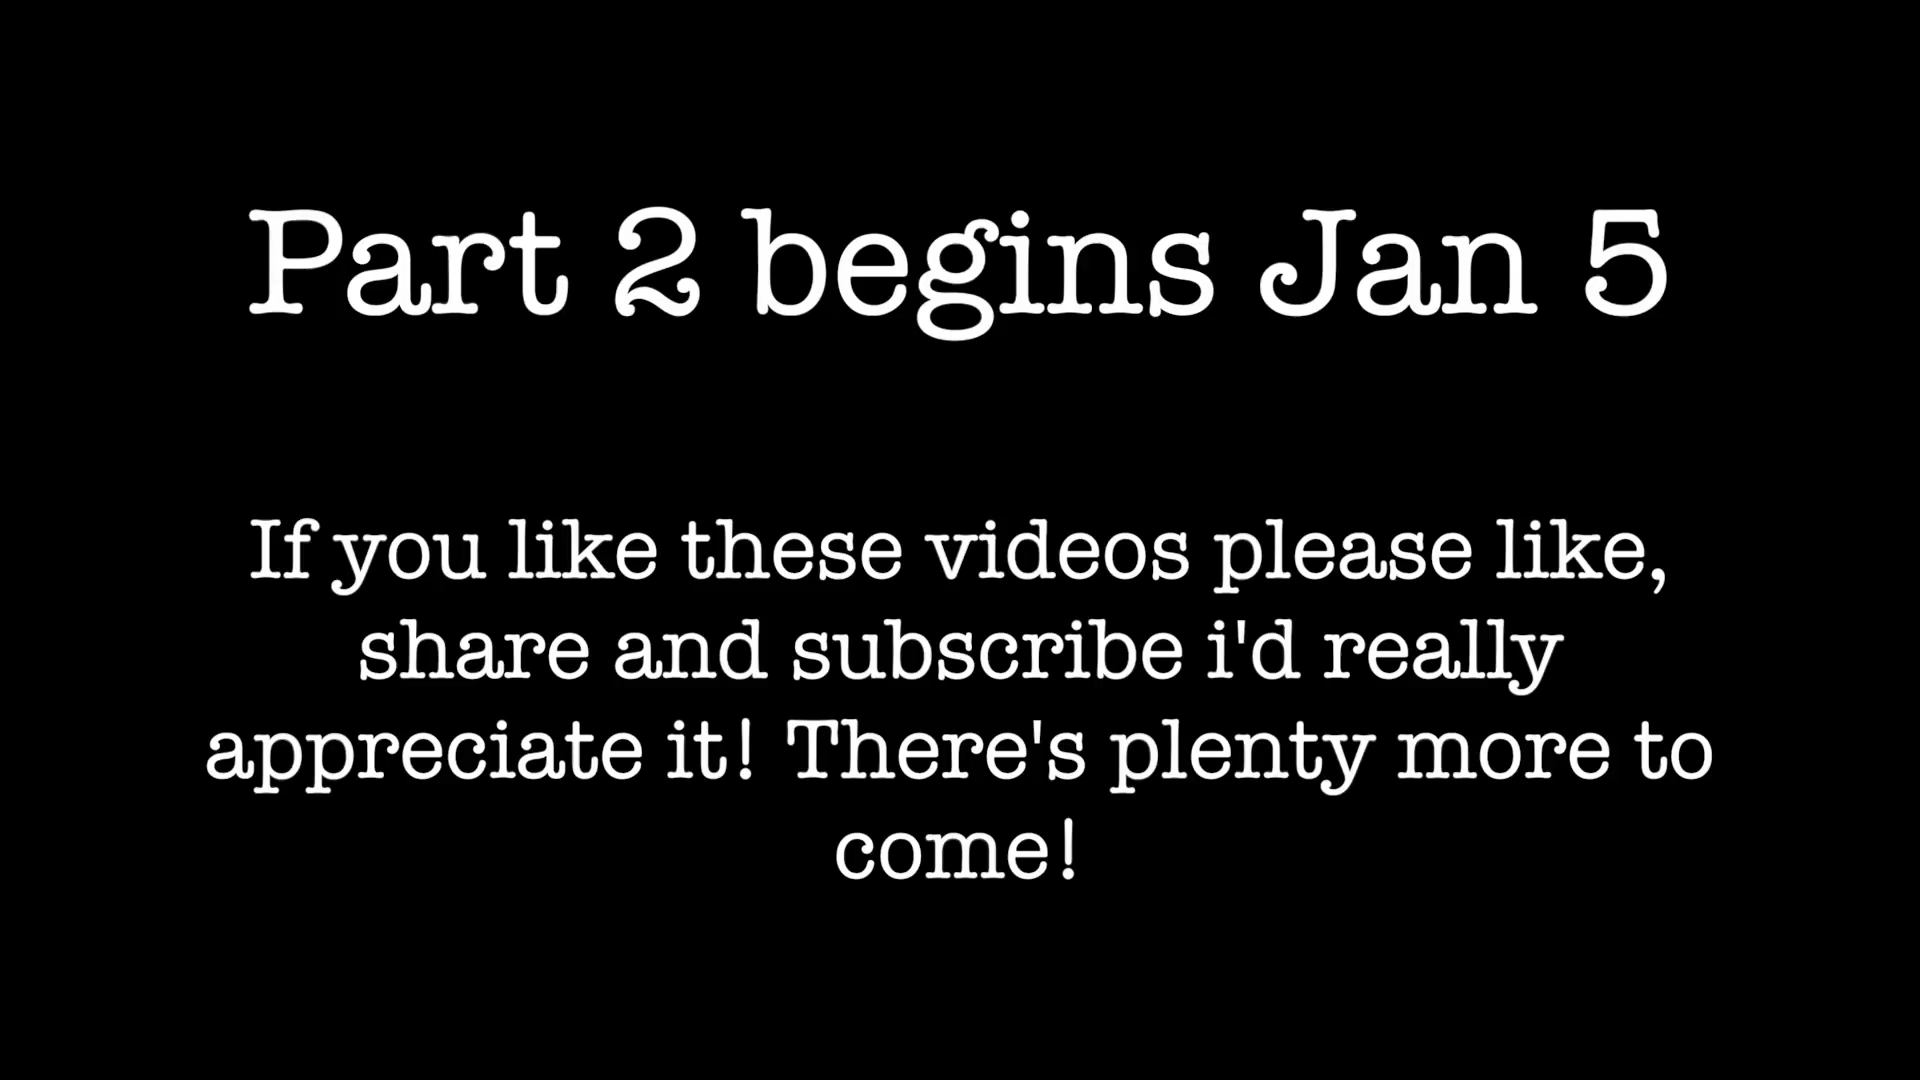 Part 2 begins Jan 5
If you like these videos please like,
share and subscribe i'd really
appreciate it! There's plenty more to
come!